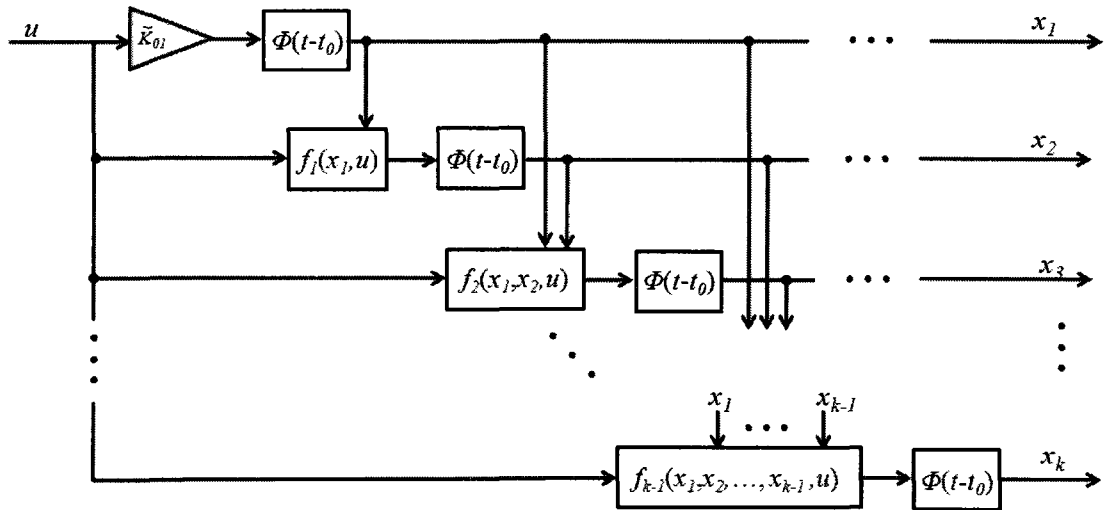 u K̃₀₁ Φ(t-t₀) • • • x₁
f₁(x₁,u) Φ(t-t₀) • • • x₂
f₂(x₁,x₂,u) Φ(t-t₀) • • • x₃
x₁ • • • xₖ₋₁
fₖ₋₁(x₁,x₂,...,xₖ₋₁,u) Φ(t-t₀) xₖ